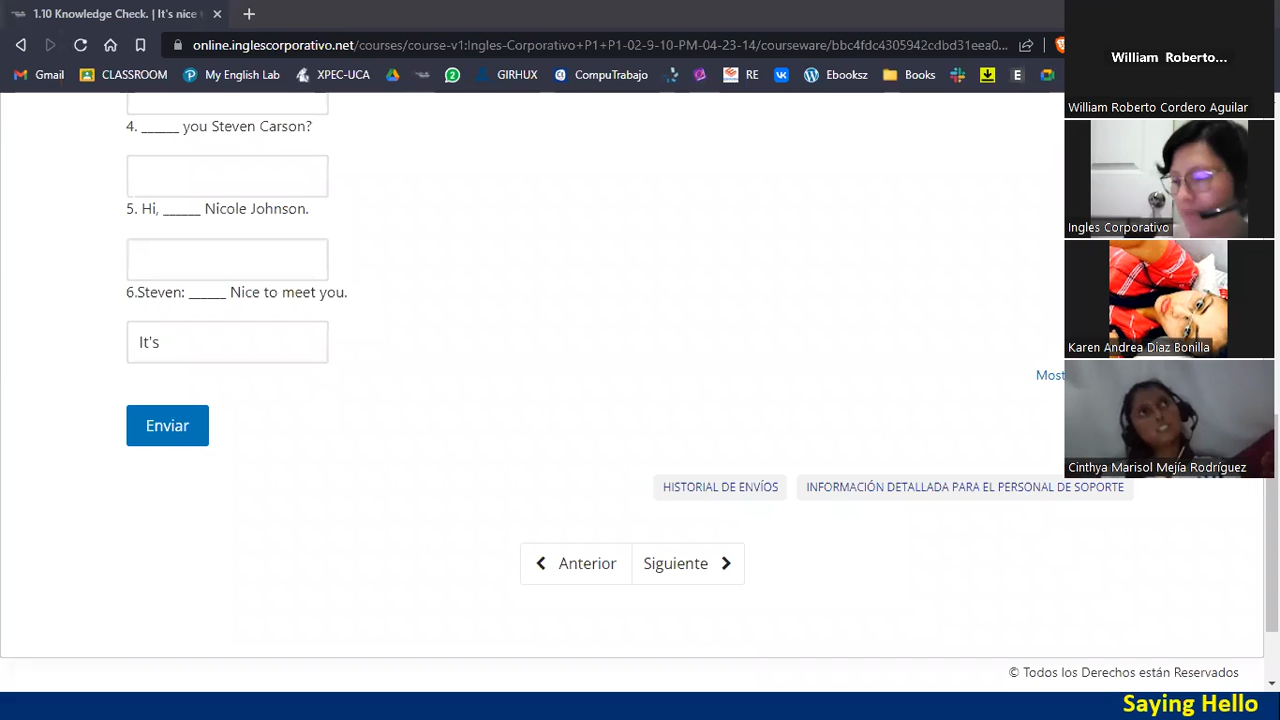 1.10 Knowledge Check. | It's nice
online.inglescorporativo.net/courses/course-v1:Ingles-Corporativo+P1+P1-02-9-10-PM-04-23-14/courseware/bbc4fdc4305942cdbd31eea0...
Gmail CLASSROOM My English Lab XPEC-UCA 2 GIRHUX CompuTrabajo RE Ebooksz Books E
William Roberto...
William Roberto Cordero Aguilar
4. ______ you Steven Carson?
5. Hi, ______ Nicole Johnson.
Ingles Corporativo
6.Steven: ______ Nice to meet you.
It's
Karen Andrea Diaz Bonilla
Most
Enviar
Cinthya Marisol Mejía Rodríguez
HISTORIAL DE ENVÍOS INFORMACIÓN DETALLADA PARA EL PERSONAL DE SOPORTE
Anterior Siguiente
© Todos los Derechos están Reservados
Saying Hello